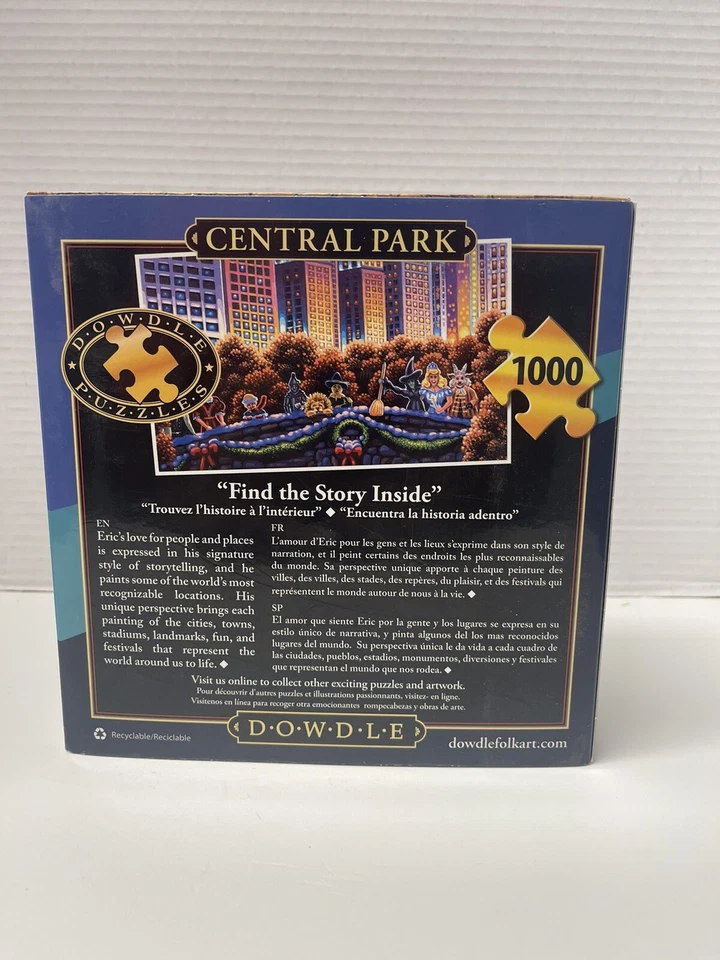 CENTRAL PARK
D·O·W·D·L·E
P·U·Z·Z·L·E·S
1000
“Find the Story Inside”
“Trouvez l’histoire à l’intérieur” ◆ “Encuentra la historia adentro”
EN
Eric’s love for people and places
is expressed in his signature
style of storytelling, and he
paints some of the world’s most
recognizable locations. His
unique perspective brings each
painting of the cities, towns,
stadiums, landmarks, fun, and
festivals that represent the
world around us to life. ◆
FR
L’amour d’Eric pour les gens et les lieux s’exprime dans son style de
narration, et il peint certains des endroits les plus reconnaissables
du monde. Sa perspective unique apporte à chaque peinture des
villes, des villes, des stades, des repères, du plaisir, et des festivals qui
représentent le monde autour de nous à la vie. ◆
SP
El amor que siente Eric por la gente y los lugares se expresa en su
estilo único de narrativa, y pinta algunos del los mas reconocidos
lugares del mundo. Su perspectiva única le da vida a cada cuadro de
las ciudades, pueblos, estadios, monumentos, diversiones y festivales
que representan el mundo que nos rodea. ◆
Visit us online to collect other exciting puzzles and artwork.
Pour découvrir d’autres puzzles et illustrations passionnants, visitez- en ligne.
Visítenos en línea para recoger otra emocionantes rompecabezas y obras de arte.
Recyclable/Reciclable
D·O·W·D·L·E
dowdlefolkart.com